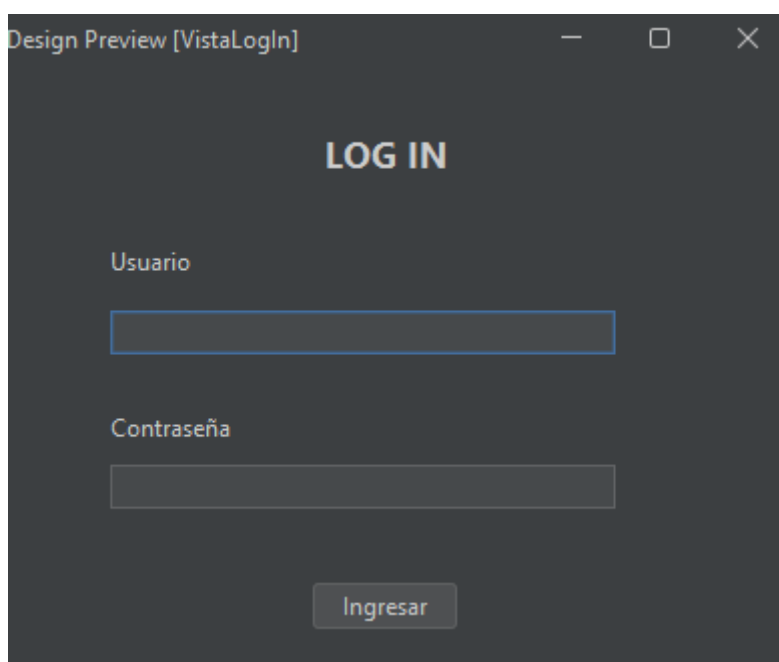 Design Preview [VistaLogIn]
LOG IN
Usuario
Contraseña
Ingresar